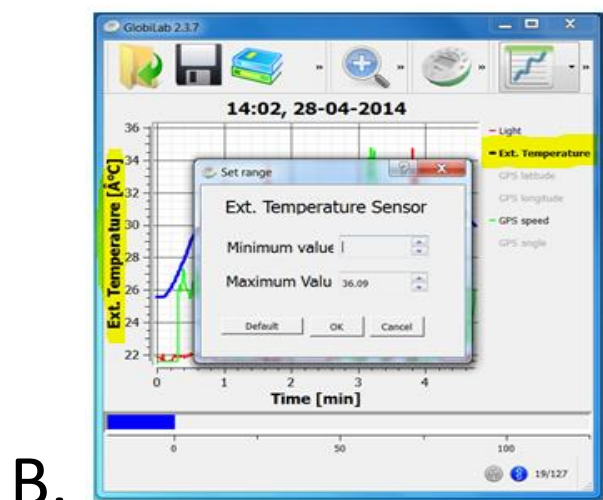 GlobiLab 2.3.7
» » »
14:02, 28-04-2014
36
34
32
30
28
26
24
22
Ext. Temperature [Å°C]
Light
Ext. Temperature
GPS latitude
GPS longitude
GPS speed
GPS angle
Set range
Ext. Temperature Sensor
Minimum value
Maximum Valu 36.09
Default OK Cancel
0 1 2 3 4
Time [min]
0 50 100
19/127
B.